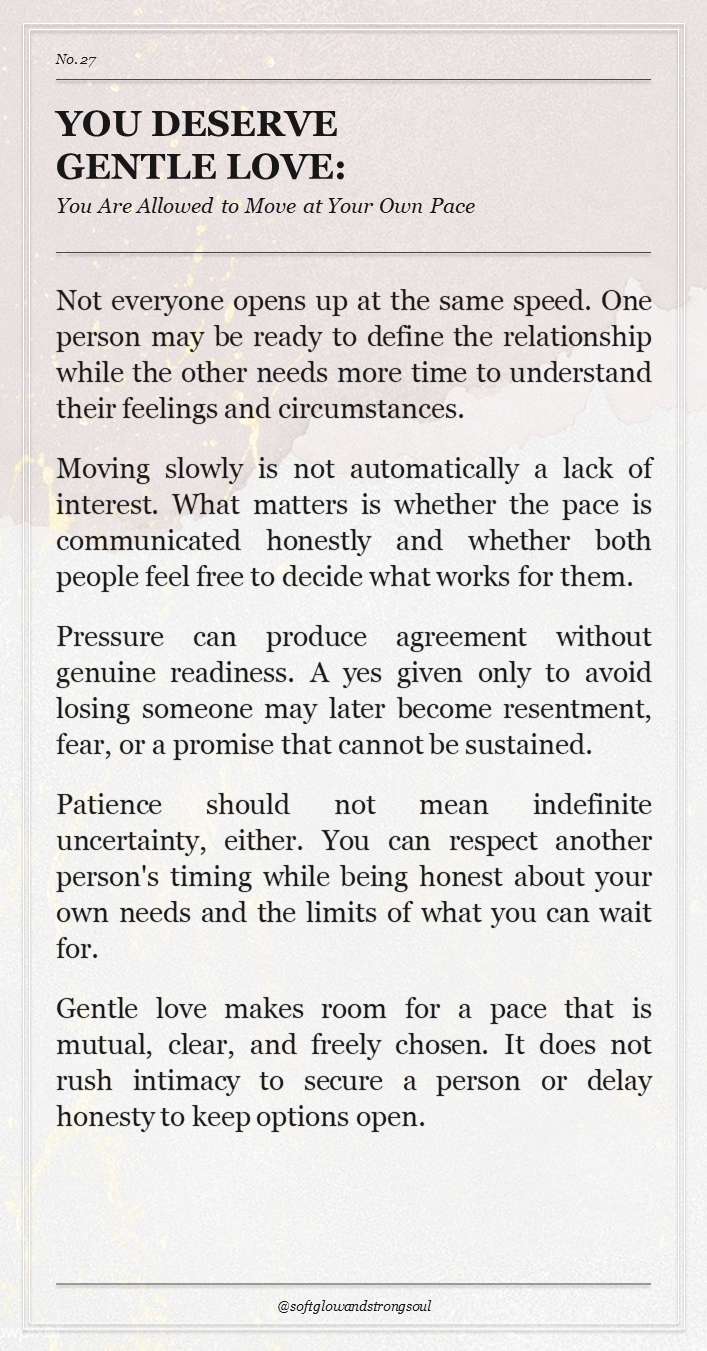 No. 27
YOU DESERVE
GENTLE LOVE:
You Are Allowed to Move at Your Own Pace
Not everyone opens up at the same speed. One
person may be ready to define the relationship
while the other needs more time to understand
their feelings and circumstances.
Moving slowly is not automatically a lack of
interest. What matters is whether the pace is
communicated honestly and whether both
people feel free to decide what works for them.
Pressure can produce agreement without
genuine readiness. A yes given only to avoid
losing someone may later become resentment,
fear, or a promise that cannot be sustained.
Patience should not mean indefinite
uncertainty, either. You can respect another
person's timing while being honest about your
own needs and the limits of what you can wait
for.
Gentle love makes room for a pace that is
mutual, clear, and freely chosen. It does not
rush intimacy to secure a person or delay
honesty to keep options open.
@softglowandstrongsoul